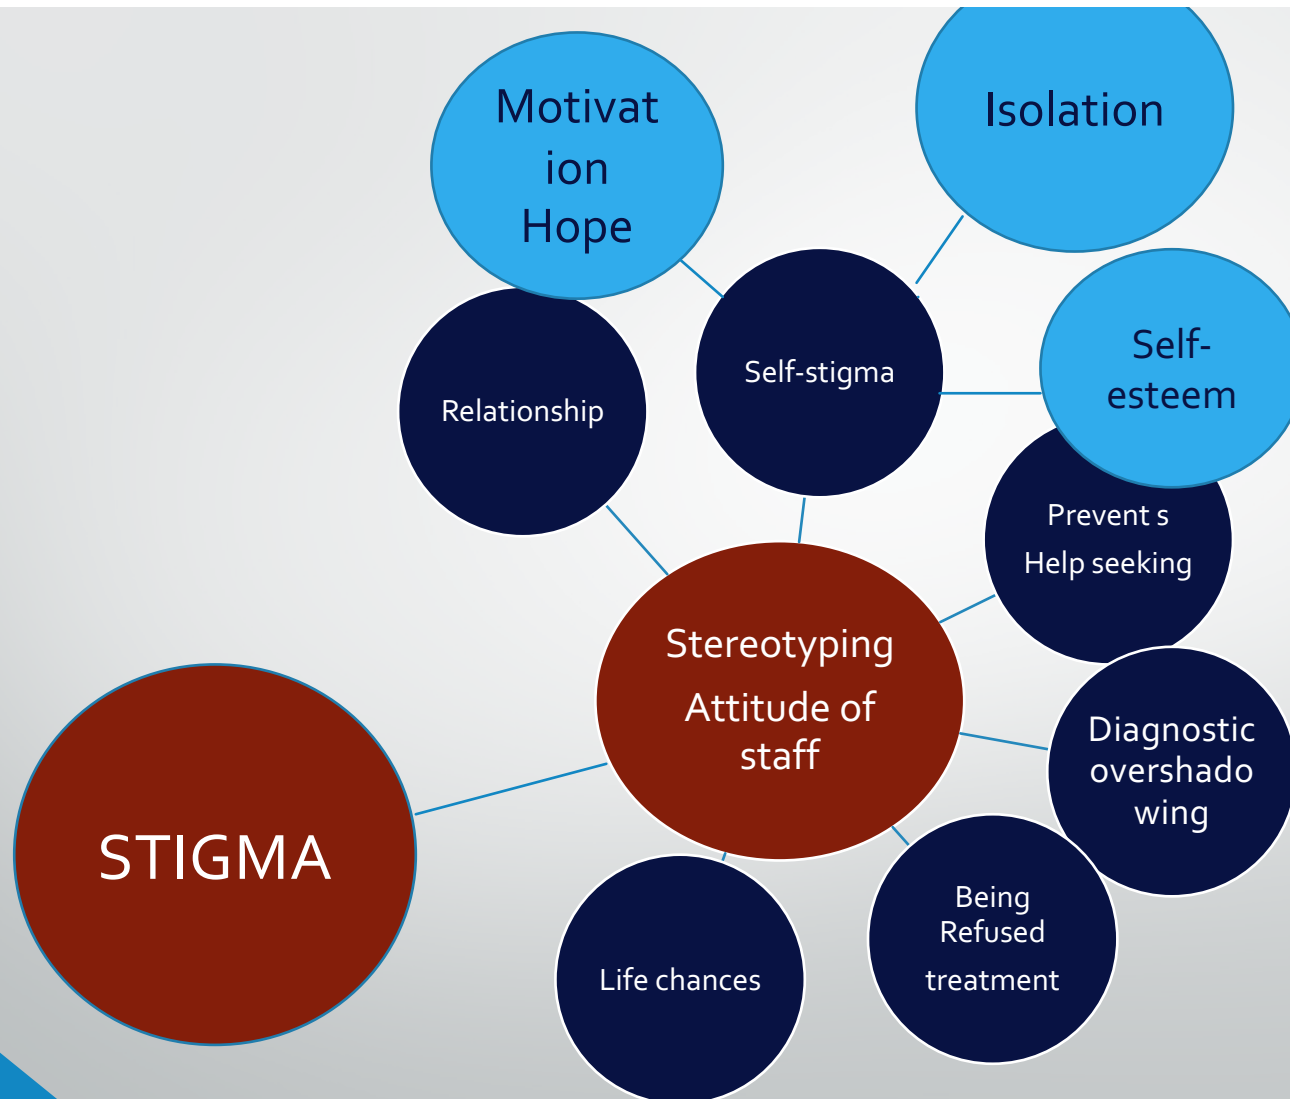 Motivat
ion
Hope
Isolation
Self-
esteem
Self-stigma
Relationship
Prevent s
Help seeking
Stereotyping
Attitude of
staff
Diagnostic
overshado
wing
STIGMA
Being
Refused
treatment
Life chances